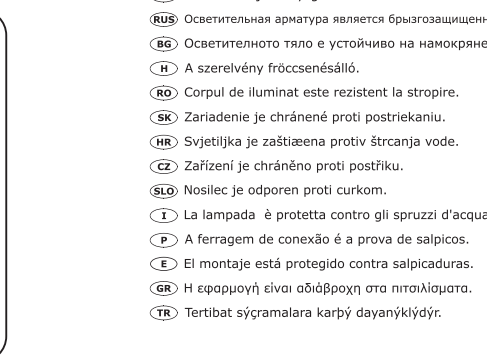 RUS Осветительная арматура является брызгозащищенн
BG Осветителното тяло е устойчиво на намокряне
H A szerelvény fröccsenésálló.
RO Corpul de iluminat este rezistent la stropire.
SK Zariadenie je chránené proti postriekaniu.
HR Svjetiljka je zaštiæena protiv štrcanja vode.
CZ Zařízení je chráněno proti postřiku.
SLO Nosilec je odporen proti curkom.
I La lampada è protetta contro gli spruzzi d'acqua
P A ferragem de conexão é a prova de salpicos.
E El montaje está protegido contra salpicaduras.
GR Η εφαρμογή είναι αδιάβροχη στα πιτσιλίσματα.
TR Tertibat sýçramalara karþý dayanýklýdýr.